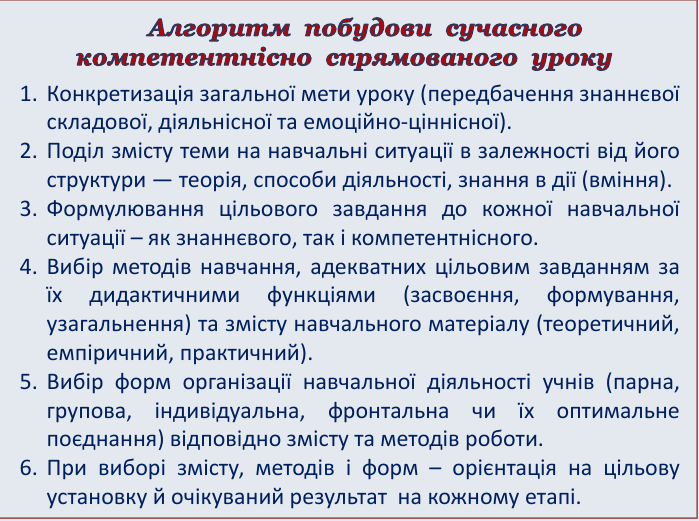 Алгоритм побудови сучасного
компетентнісно спрямованого уроку
1. Конкретизація загальної мети уроку (передбачення знаннєвої
складової, діяльнісної та емоційно-ціннісної).
2. Поділ змісту теми на навчальні ситуації в залежності від його
структури — теорія, способи діяльності, знання в дії (вміння).
3. Формулювання цільового завдання до кожної навчальної
ситуації – як знаннєвого, так і компетентнісного.
4. Вибір методів навчання, адекватних цільовим завданням за
їх дидактичними функціями (засвоєння, формування,
узагальнення) та змісту навчального матеріалу (теоретичний,
емпіричний, практичний).
5. Вибір форм організації навчальної діяльності учнів (парна,
групова, індивідуальна, фронтальна чи їх оптимальне
поєднання) відповідно змісту та методів роботи.
6. При виборі змісту, методів і форм – орієнтація на цільову
установку й очікуваний результат на кожному етапі.